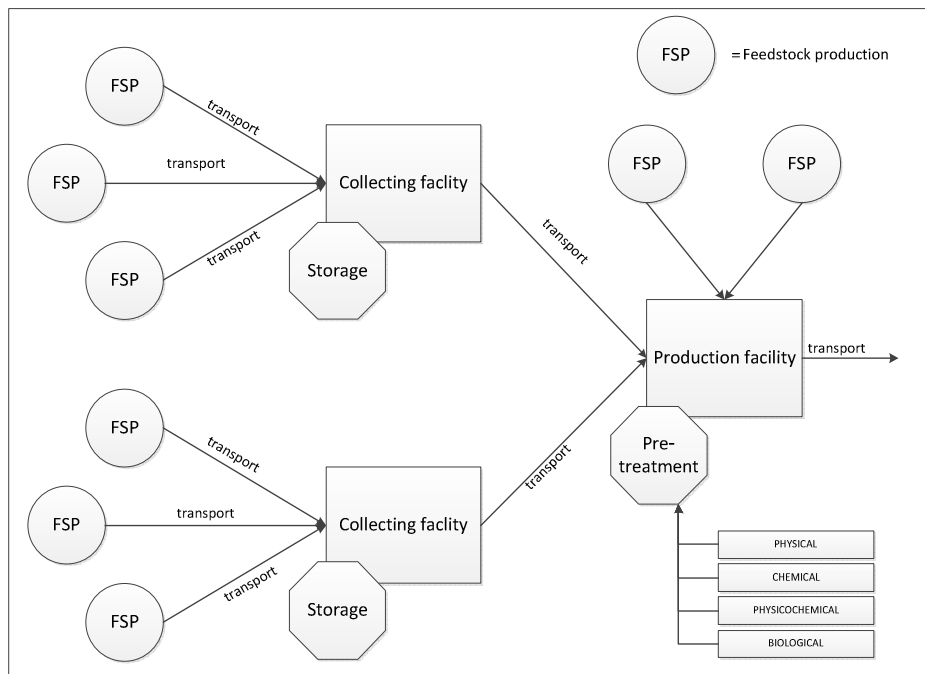 FSP
= Feedstock production
FSP
transport
FSP
transport
Collecting faclity
FSP
transport
Storage
FSP
FSP
transport
Production facility
transport
Pre-
treatment
FSP
transport
FSP
transport
Collecting faclity
FSP
transport
Storage
transport
PHYSICAL
CHEMICAL
PHYSICOCHEMICAL
BIOLOGICAL